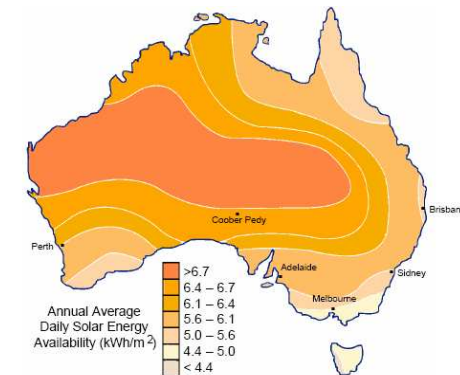 Coober Pedy
Brisban
Perth
Adelaide
Sidney
Melbourne
Annual Average
Daily Solar Energy
Availability (kWh/m²)
>6.7
6.4 – 6.7
6.1 – 6.4
5.6 – 6.1
5.0 – 5.6
4.4 – 5.0
< 4.4